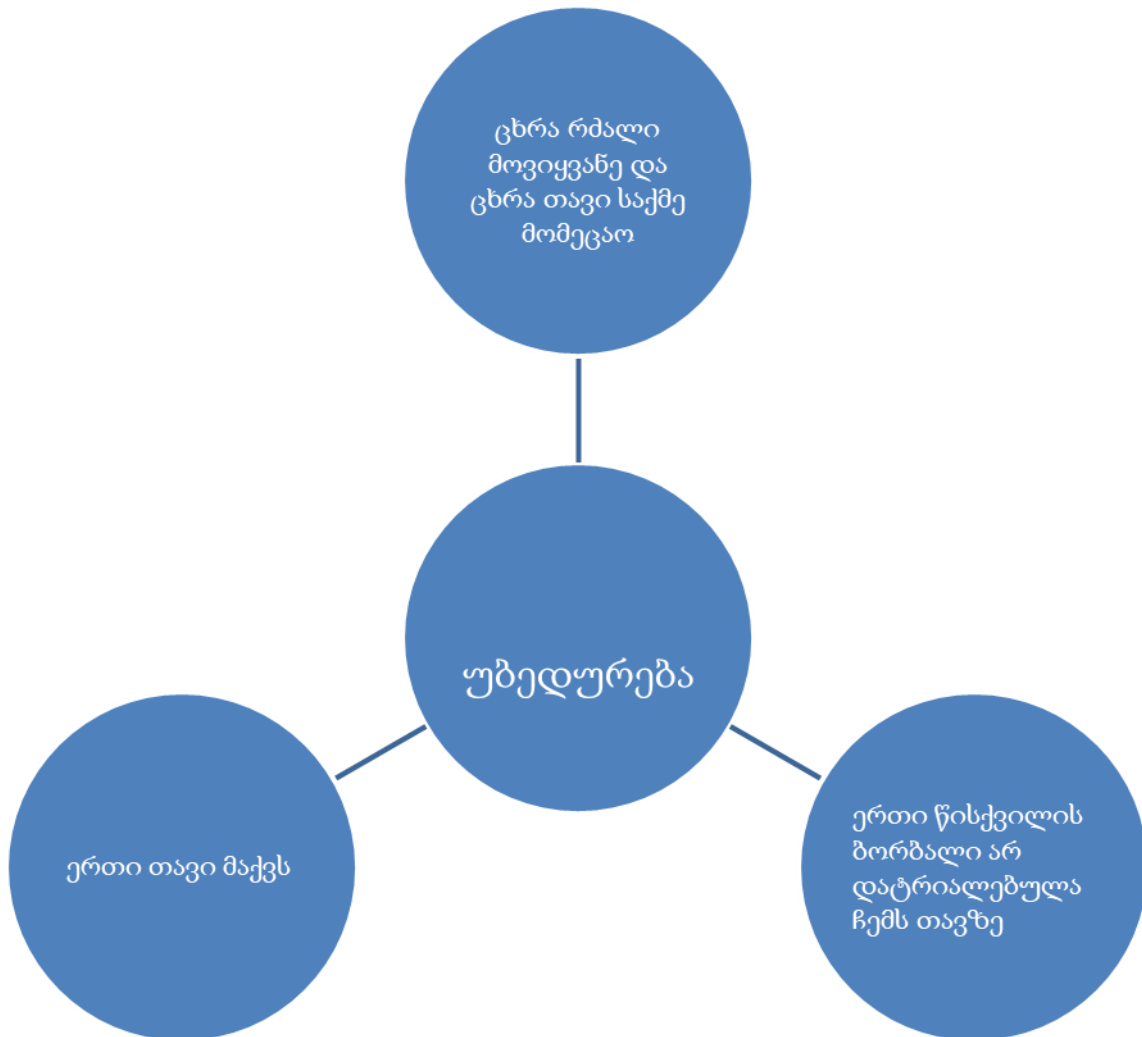 ცხრა რძალი
მოვიყვანე და
ცხრა თავი საქმე
მომეცაო
უბედურება
ერთი თავი მაქვს
ერთი წისქვილის
ბორბალი არ
დატრიალებულა
ჩემს თავზე